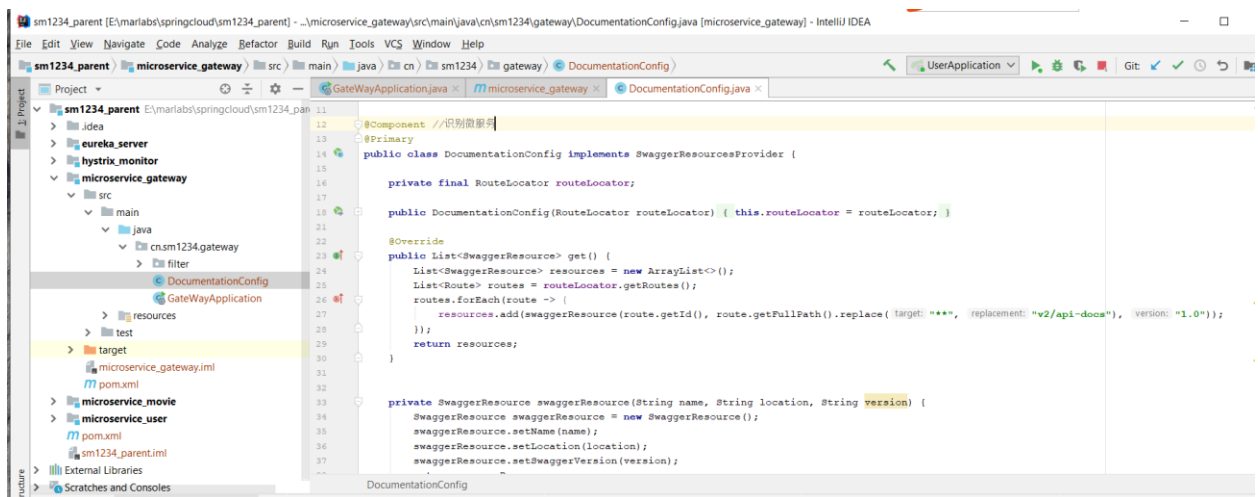 sm1234_parent [E:\marlabs\springcloud\sm1234_parent] - ...\microservice_gateway\src\main\java\cn\sm1234\gateway\DocumentationConfig.java [microservice_gateway] - IntelliJ IDEA
File Edit View Navigate Code Analyze Refactor Build Run Tools VCS Window Help
sm1234_parent microservice_gateway src main java cn sm1234 gateway DocumentationConfig UserApplication Git:
Project GateWayApplication.java microservice_gateway DocumentationConfig.java
1: Project
sm1234_parent E:\marlabs\springcloud\sm1234_par
.idea
eureka_server
hystrix_monitor
microservice_gateway
src
main
java
cn.sm1234.gateway
filter
DocumentationConfig
GateWayApplication
resources
test
target
microservice_gateway.iml
pom.xml
microservice_movie
microservice_user
pom.xml
sm1234_parent.iml
External Libraries
Scratches and Consoles
11
12 @Component //识别微服务
13 @Primary
14 public class DocumentationConfig implements SwaggerResourcesProvider {
15
16 private final RouteLocator routeLocator;
17
18 public DocumentationConfig(RouteLocator routeLocator) { this.routeLocator = routeLocator; }
21
22 @Override
23 public List<SwaggerResource> get() {
24 List<SwaggerResource> resources = new ArrayList<>();
25 List<Route> routes = routeLocator.getRoutes();
26 routes.forEach(route -> {
27 resources.add(swaggerResource(route.getId(), route.getFullPath().replace( target: "**", replacement: "v2/api-docs"), version: "1.0"));
28 });
29 return resources;
30 }
31
32
33 private SwaggerResource swaggerResource(String name, String location, String version) {
34 SwaggerResource swaggerResource = new SwaggerResource();
35 swaggerResource.setName(name);
36 swaggerResource.setLocation(location);
37 swaggerResource.setSwaggerVersion(version);
DocumentationConfig